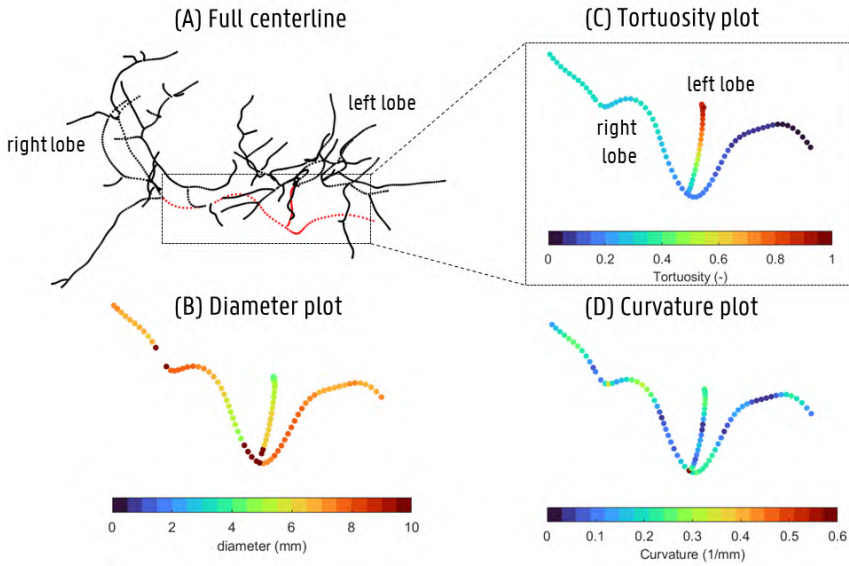 (A) Full centerline
right lobe
left lobe
(C) Tortuosity plot
left lobe
right
lobe
0 0.2 0.4 0.6 0.8 1
Tortuosity (-)
(B) Diameter plot
0 2 4 6 8 10
diameter (mm)
(D) Curvature plot
0 0.1 0.2 0.3 0.4 0.5 0.6
Curvature (1/mm)